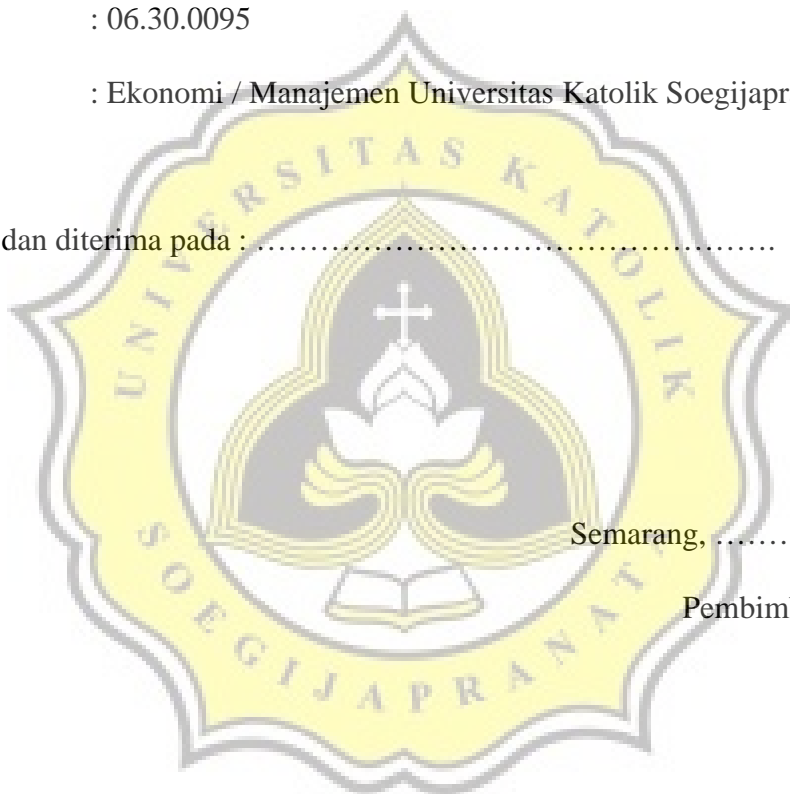 : 06.30.0095
: Ekonomi / Manajemen Universitas Katolik Soegijapr
dan diterima pada : ……………………………………………….
UNIVERSITAS KATOLIK
Semarang, …….
Pembim
SOEGIJAPRANATA